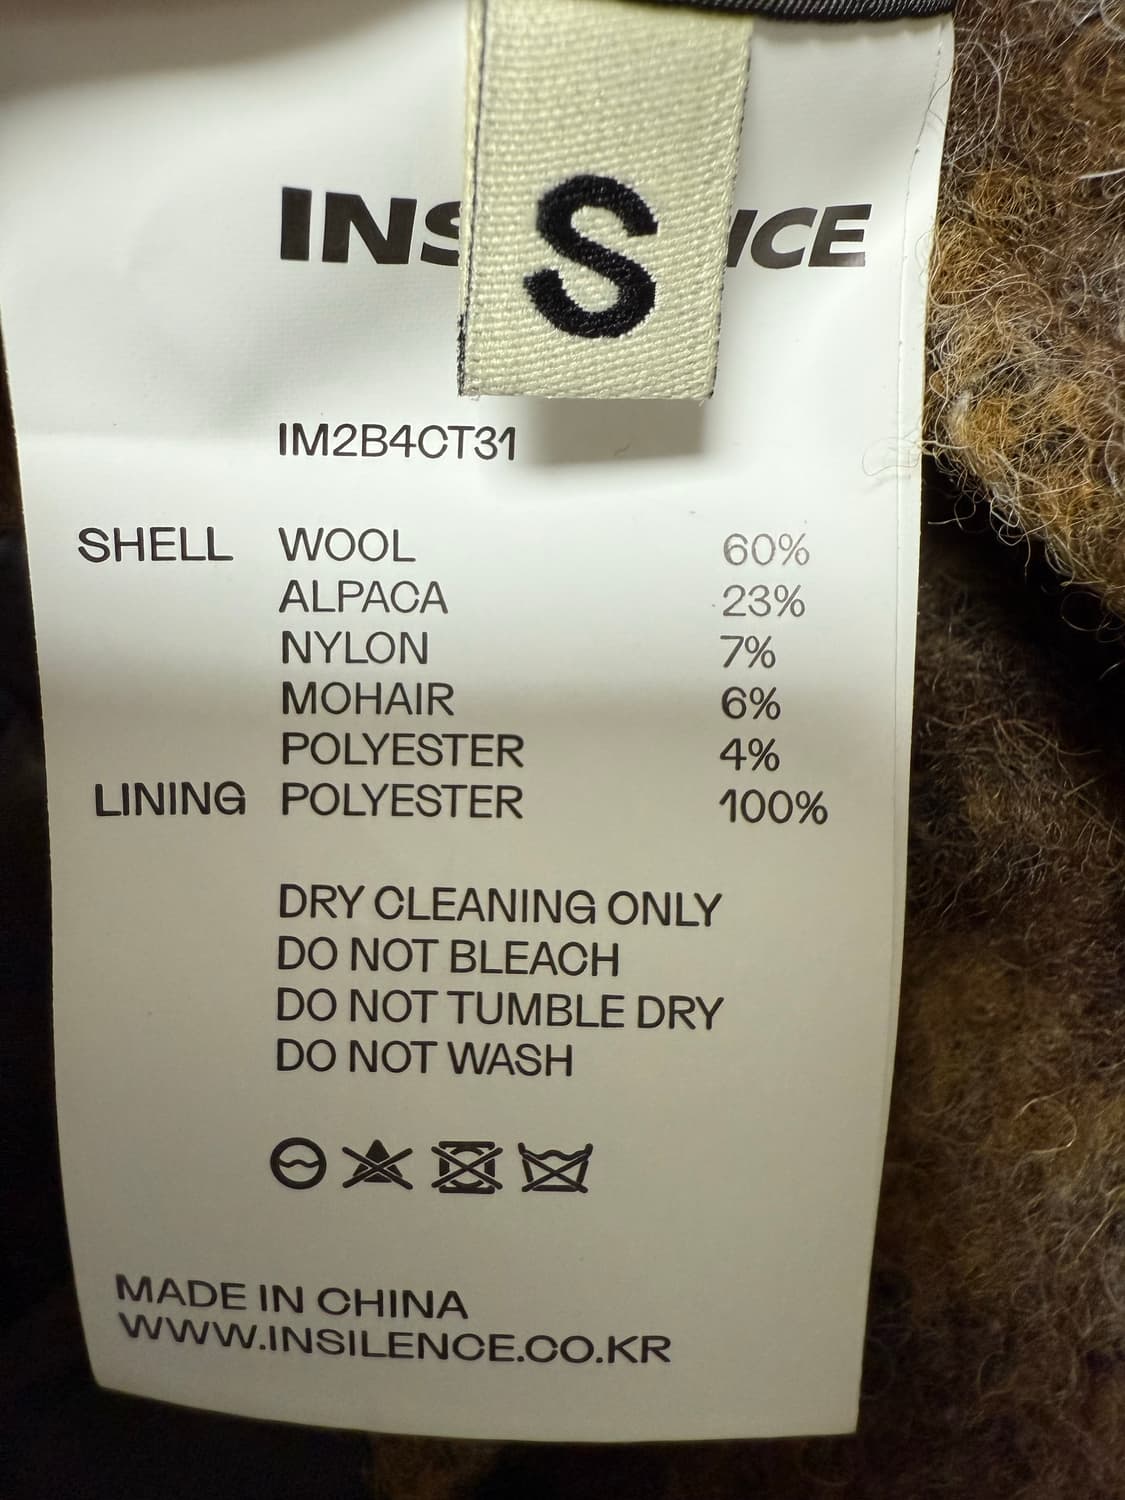 S
INS ICE
IM2B4CT31
SHELL WOOL 60%
ALPACA 23%
NYLON 7%
MOHAIR 6%
POLYESTER 4%
LINING POLYESTER 100%
DRY CLEANING ONLY
DO NOT BLEACH
DO NOT TUMBLE DRY
DO NOT WASH
MADE IN CHINA
WWW.INSILENCE.CO.KR